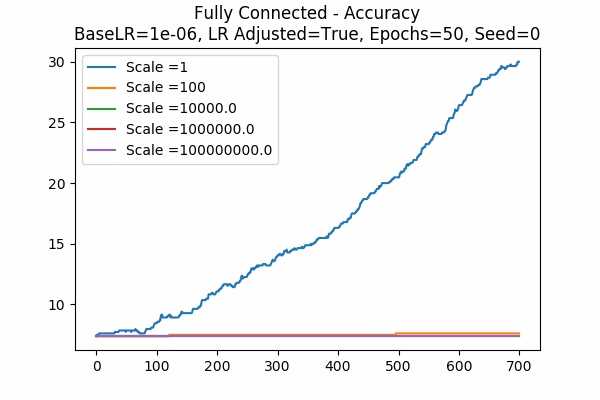 Fully Connected - Accuracy
BaseLR=1e-06, LR Adjusted=True, Epochs=50, Seed=0
Scale =1
Scale =100
Scale =10000.0
Scale =1000000.0
Scale =100000000.0
30
25
20
15
10
0 100 200 300 400 500 600 700